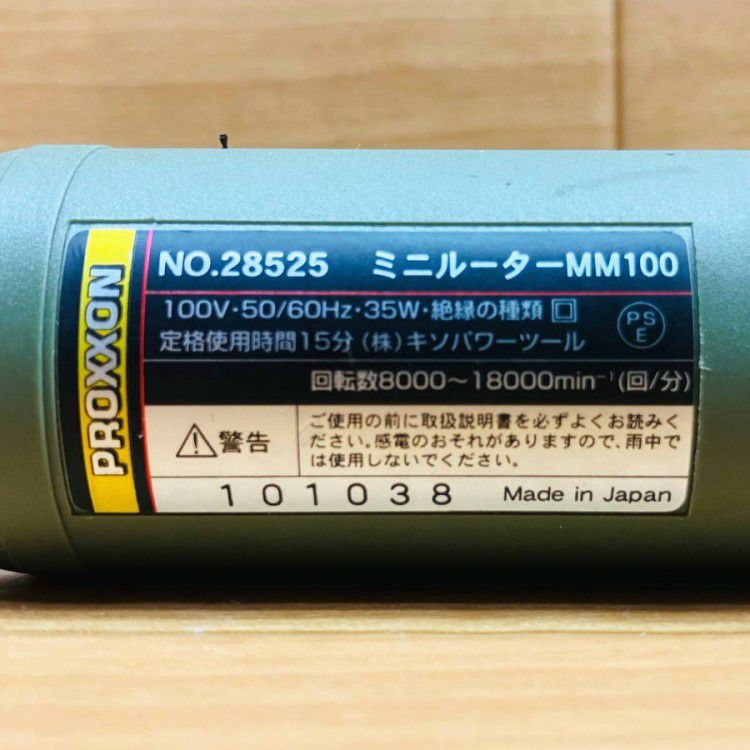 PROXXON
NO.28525 ミニルーターMM100
100V・50/60Hz・35W・絶縁の種類
定格使用時間15分 (株)キソパワーツール
PS
E
回転数8000～18000min⁻¹(回/分)
警告
ご使用の前に取扱説明書を必ずよくお読みく
ださい。感電のおそれがありますので、雨中で
は使用しないでください。
101038 Made in Japan